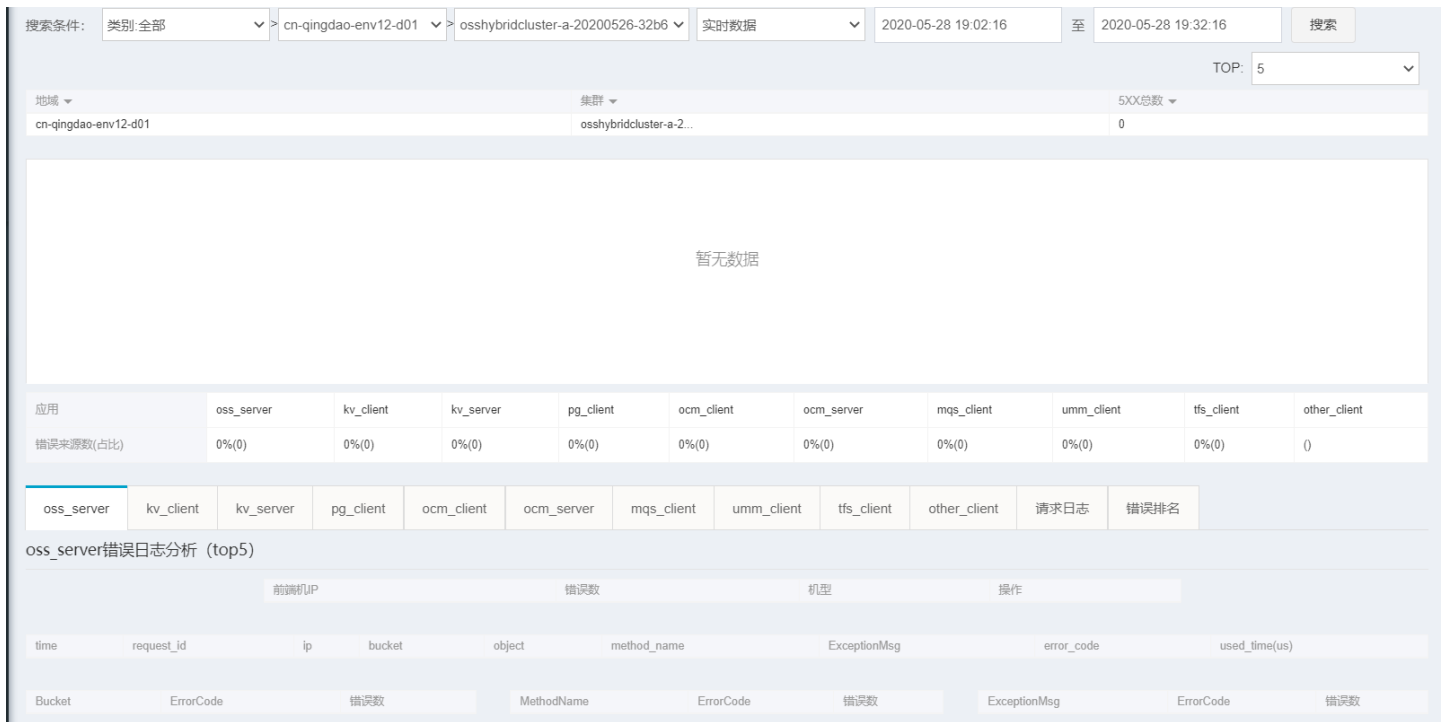 搜索条件: 类别:全部 > cn-qingdao-env12-d01 > osshybridcluster-a-20200526-32b6 实时数据 2020-05-28 19:02:16 至 2020-05-28 19:32:16 搜索
TOP: 5
地域 集群 5XX总数
cn-qingdao-env12-d01 osshybridcluster-a-2... 0
暂无数据
应用 oss_server kv_client kv_server pg_client ocm_client ocm_server mqs_client umm_client tfs_client other_client
错误来源数(占比) 0%(0) 0%(0) 0%(0) 0%(0) 0%(0) 0%(0) 0%(0) 0%(0) 0%(0) ()
oss_server kv_client kv_server pg_client ocm_client ocm_server mqs_client umm_client tfs_client other_client 请求日志 错误排名
oss_server错误日志分析（top5）
前端机IP 错误数 机型 操作
time request_id ip bucket object method_name ExceptionMsg error_code used_time(us)
Bucket ErrorCode 错误数 MethodName ErrorCode 错误数 ExceptionMsg ErrorCode 错误数